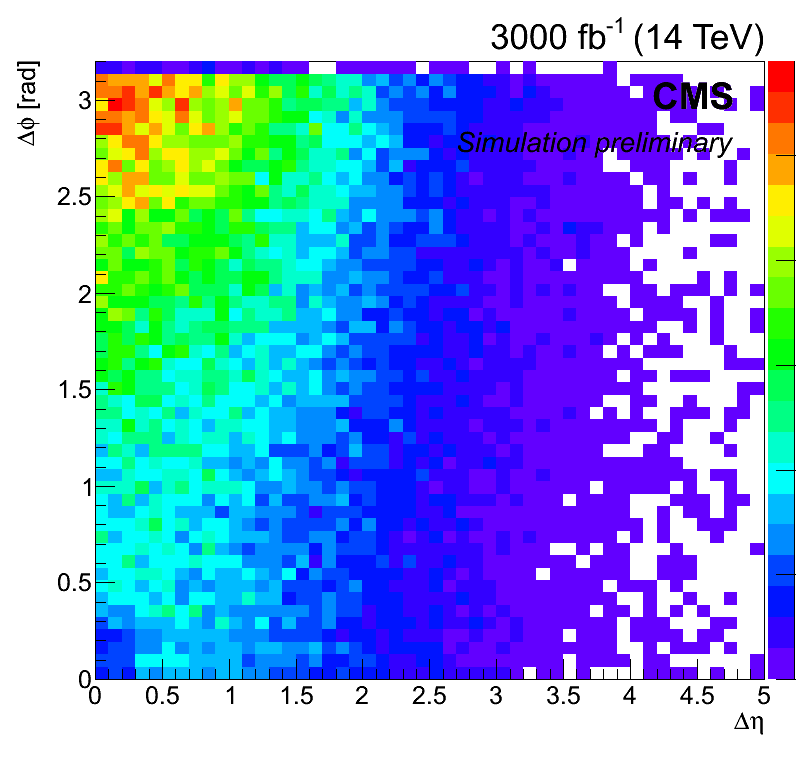 3000 fb-1 (14 TeV)
Δϕ [rad]
CMS
Simulation preliminary
3
2.5
2
1.5
1
0.5
0
0 0.5 1 1.5 2 2.5 3 3.5 4 4.5 5
Δη